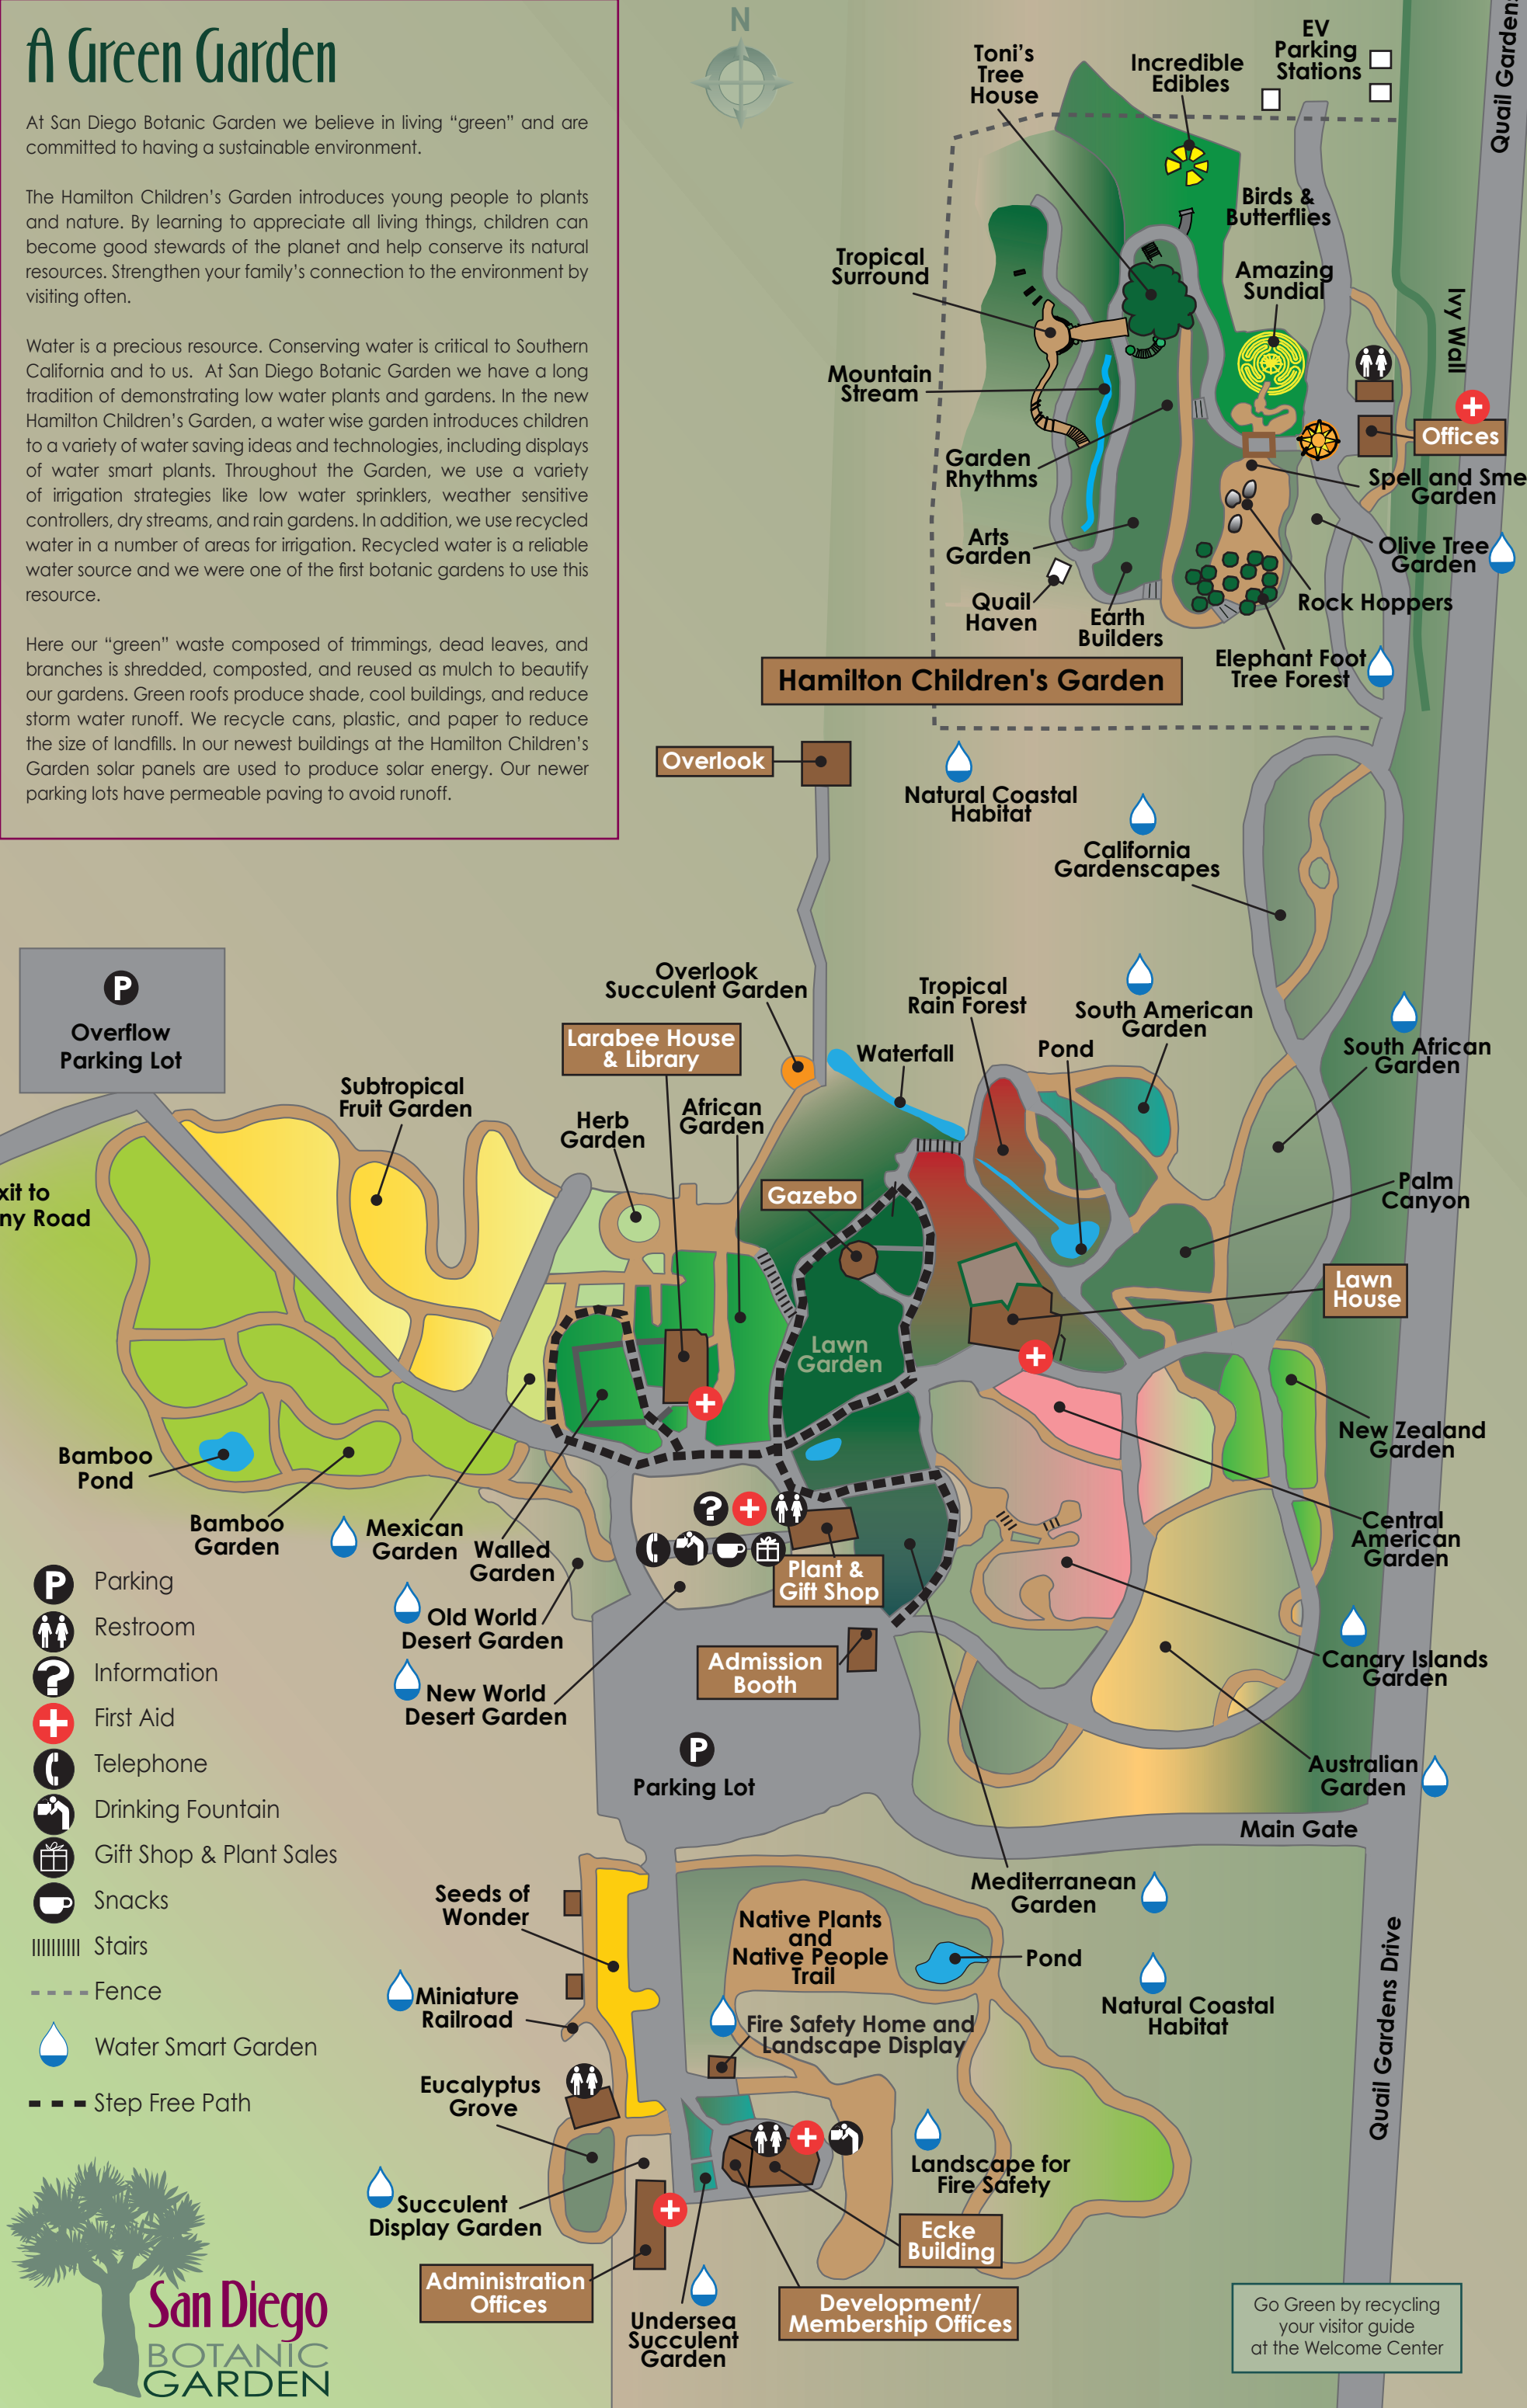 A Green Garden
At San Diego Botanic Garden we believe in living “green” and are
committed to having a sustainable environment.
The Hamilton Children’s Garden introduces young people to plants
and nature. By learning to appreciate all living things, children can
become good stewards of the planet and help conserve its natural
resources. Strengthen your family’s connection to the environment by
visiting often.
Water is a precious resource. Conserving water is critical to Southern
California and to us. At San Diego Botanic Garden we have a long
tradition of demonstrating low water plants and gardens. In the new
Hamilton Children’s Garden, a water wise garden introduces children
to a variety of water saving ideas and technologies, including displays
of water smart plants. Throughout the Garden, we use a variety
of irrigation strategies like low water sprinklers, weather sensitive
controllers, dry streams, and rain gardens. In addition, we use recycled
water in a number of areas for irrigation. Recycled water is a reliable
water source and we were one of the first botanic gardens to use this
resource.
Here our “green” waste composed of trimmings, dead leaves, and
branches is shredded, composted, and reused as mulch to beautify
our gardens. Green roofs produce shade, cool buildings, and reduce
storm water runoff. We recycle cans, plastic, and paper to reduce
the size of landfills. In our newest buildings at the Hamilton Children’s
Garden solar panels are used to produce solar energy. Our newer
parking lots have permeable paving to avoid runoff.
N
Toni’s
Tree
House
Incredible
Edibles
EV
Parking
Stations
Quail Gardens
Birds &
Butterflies
Tropical
Surround
Amazing
Sundial
Ivy Wall
Mountain
Stream
Offices
Garden
Rhythms
Spell and Sme
Garden
Arts
Garden
Olive Tree
Garden
Quail
Haven
Earth
Builders
Rock Hoppers
Elephant Foot
Tree Forest
Hamilton Children's Garden
Overlook
Natural Coastal
Habitat
California
Gardenscapes
P
Overflow
Parking Lot
Overlook
Succulent Garden
Tropical
Rain Forest
South American
Garden
Larabee House
& Library
Waterfall
Pond
South African
Garden
Subtropical
Fruit Garden
Herb
Garden
African
Garden
xit to
ny Road
Gazebo
Palm
Canyon
Lawn
House
Lawn
Garden
Bamboo
Pond
New Zealand
Garden
Bamboo
Garden
Mexican
Garden
Walled
Garden
?
Central
American
Garden
Plant &
Gift Shop
Old World
Desert Garden
Admission
Booth
Canary Islands
Garden
New World
Desert Garden
P
Parking Lot
Australian
Garden
Main Gate
P Parking
Restroom
? Information
First Aid
Telephone
Drinking Fountain
Gift Shop & Plant Sales
Snacks
Stairs
Fence
Water Smart Garden
Step Free Path
Mediterranean
Garden
Seeds of
Wonder
Native Plants
and
Native People
Trail
Pond
Miniature
Railroad
Natural Coastal
Habitat
Fire Safety Home and
Landscape Display
Quail Gardens Drive
Eucalyptus
Grove
Landscape for
Fire Safety
Succulent
Display Garden
Ecke
Building
Administration
Offices
Development/
Membership Offices
Undersea
Succulent
Garden
San Diego
BOTANIC
GARDEN
Go Green by recycling
your visitor guide
at the Welcome Center